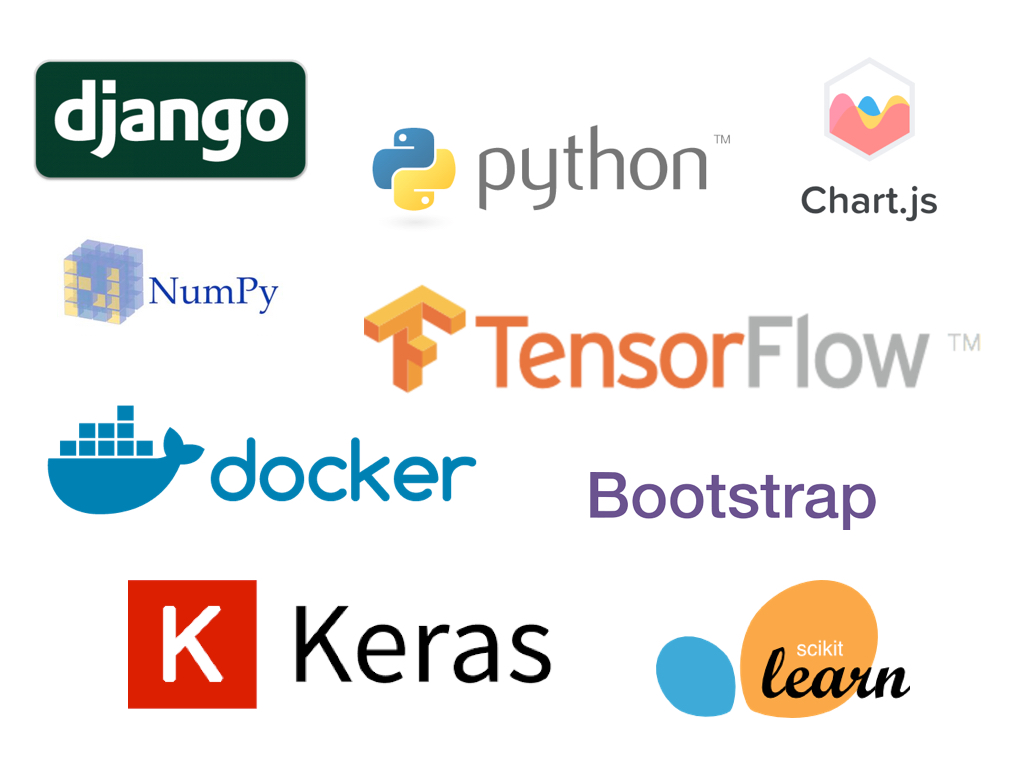 django
python™
Chart.js
NumPy
TensorFlow™
docker
Bootstrap
K Keras
scikit
learn